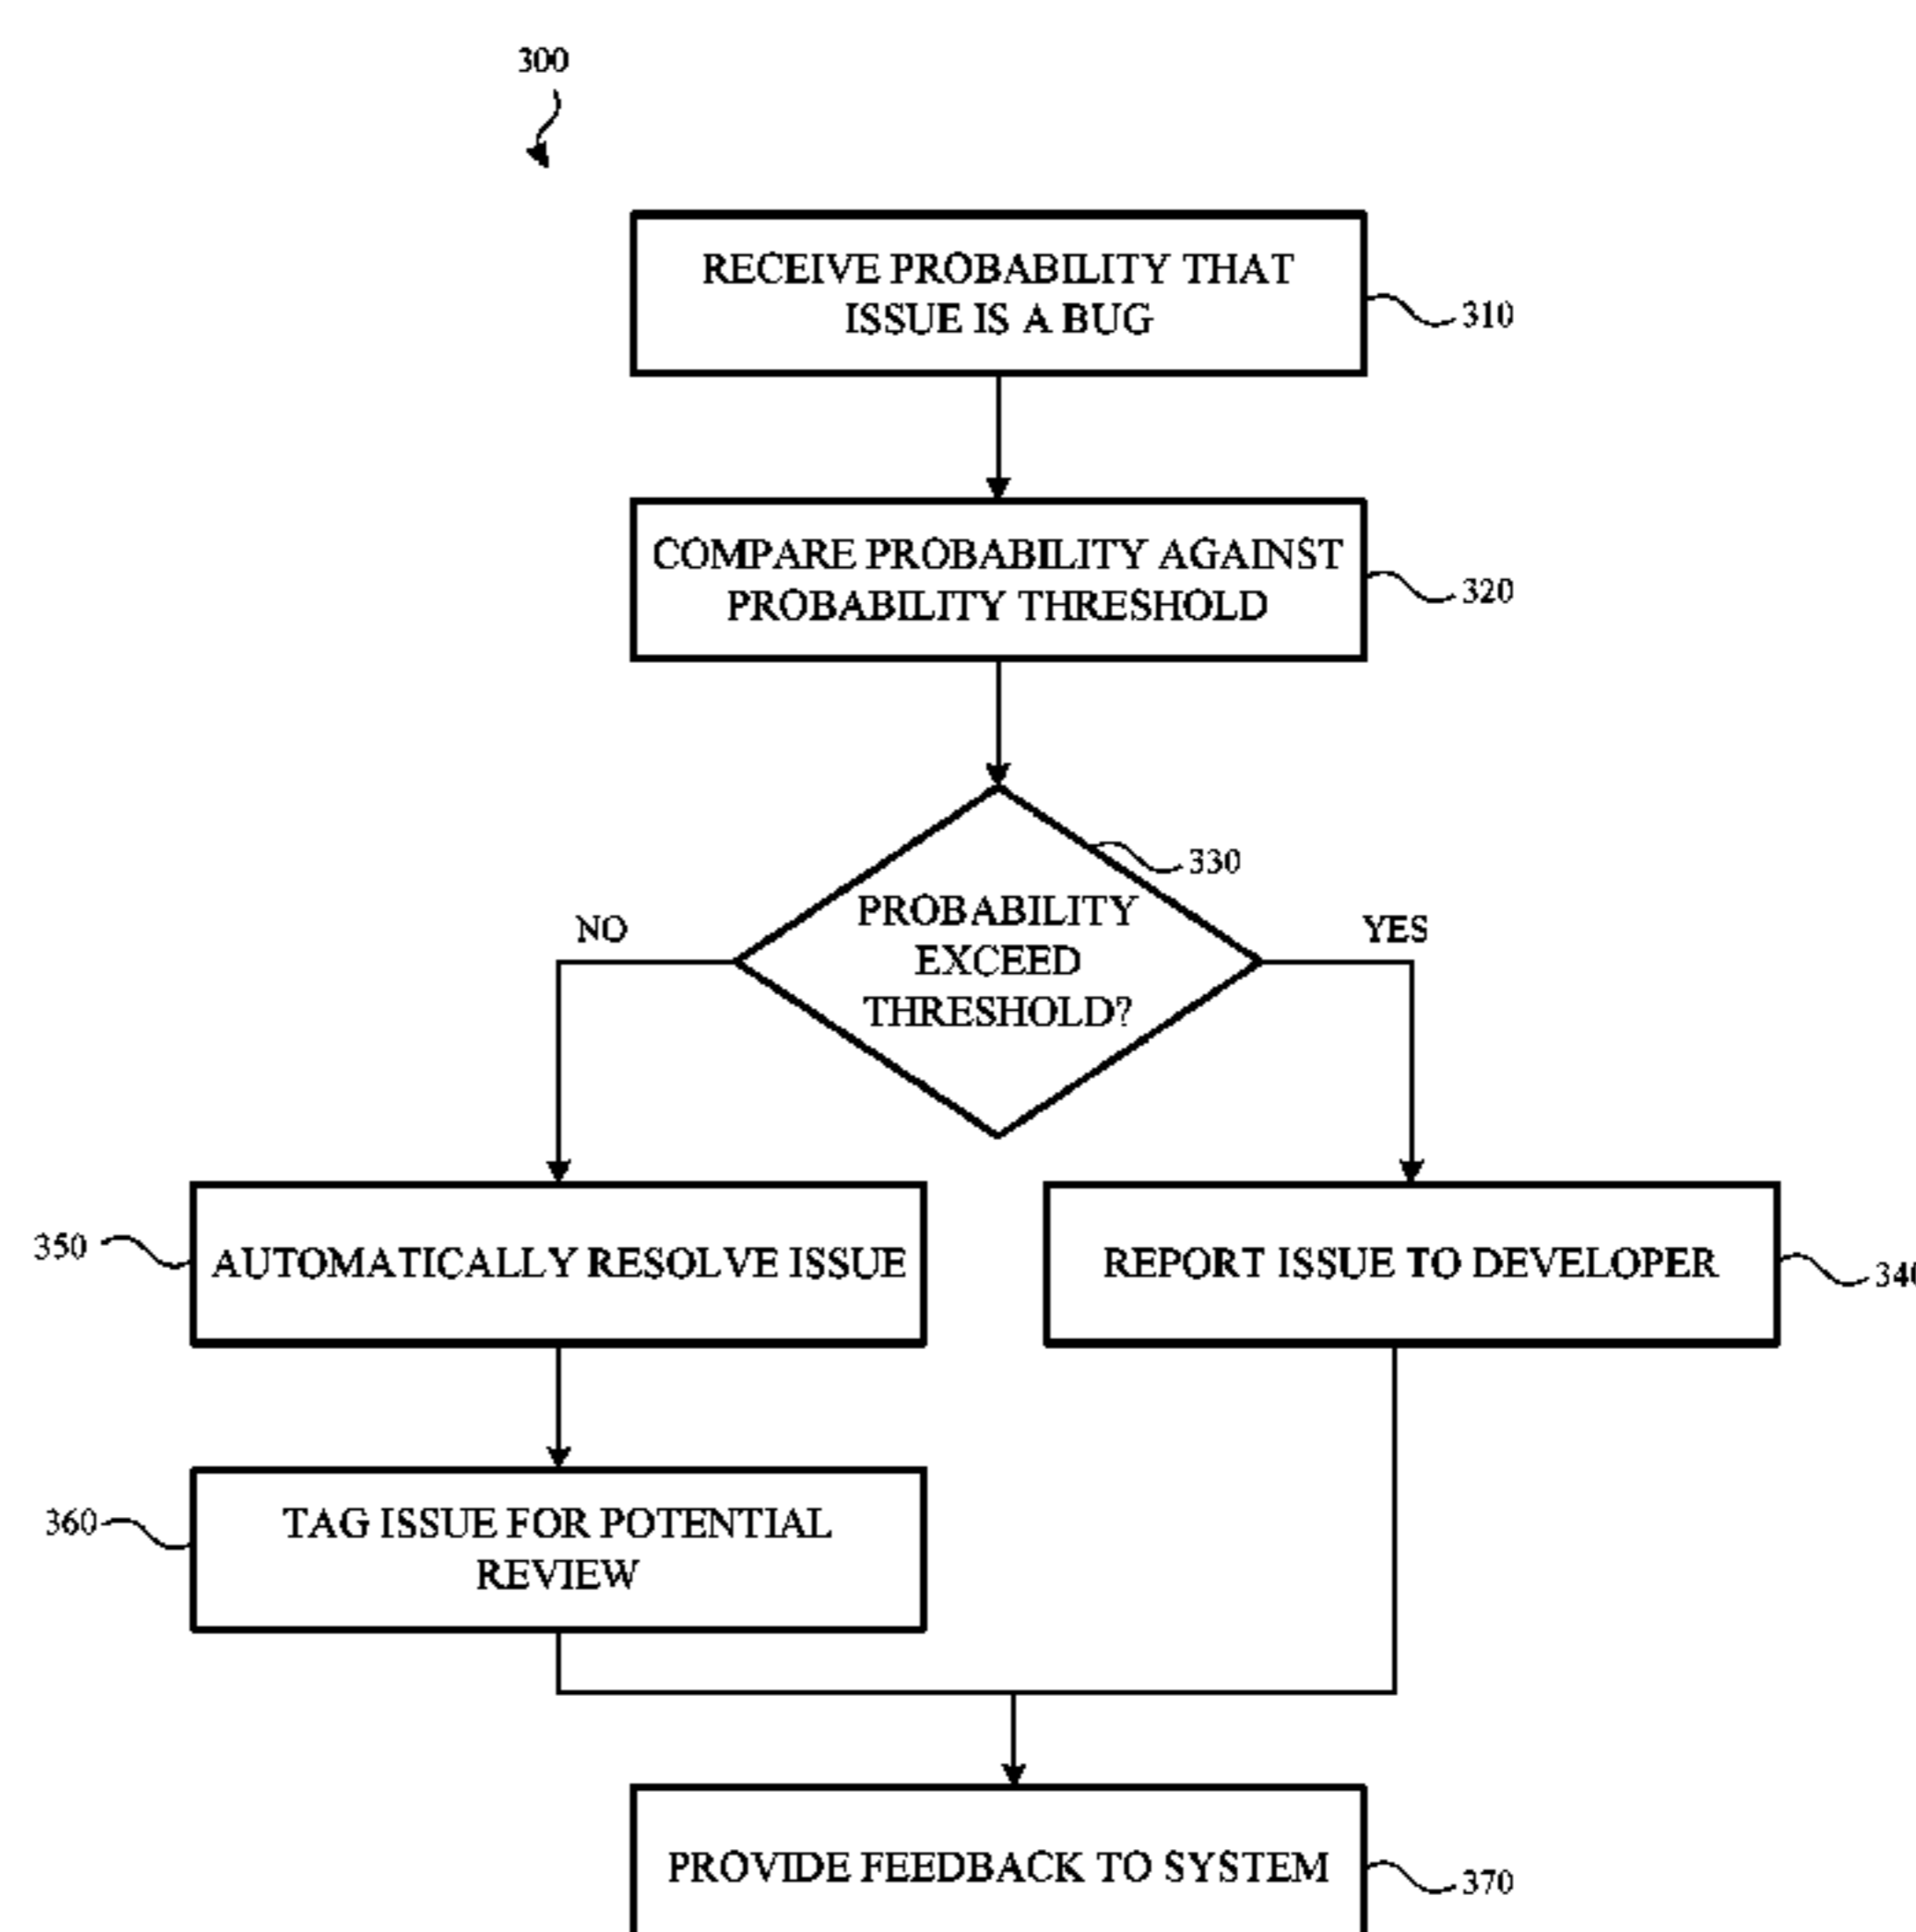 300
RECEIVE PROBABILITY THAT
ISSUE IS A BUG
310
COMPARE PROBABILITY AGAINST
PROBABILITY THRESHOLD
320
330
PROBABILITY
EXCEED
THRESHOLD?
NO
YES
350
AUTOMATICALLY RESOLVE ISSUE
REPORT ISSUE TO DEVELOPER
340
360
TAG ISSUE FOR POTENTIAL
REVIEW
PROVIDE FEEDBACK TO SYSTEM
370